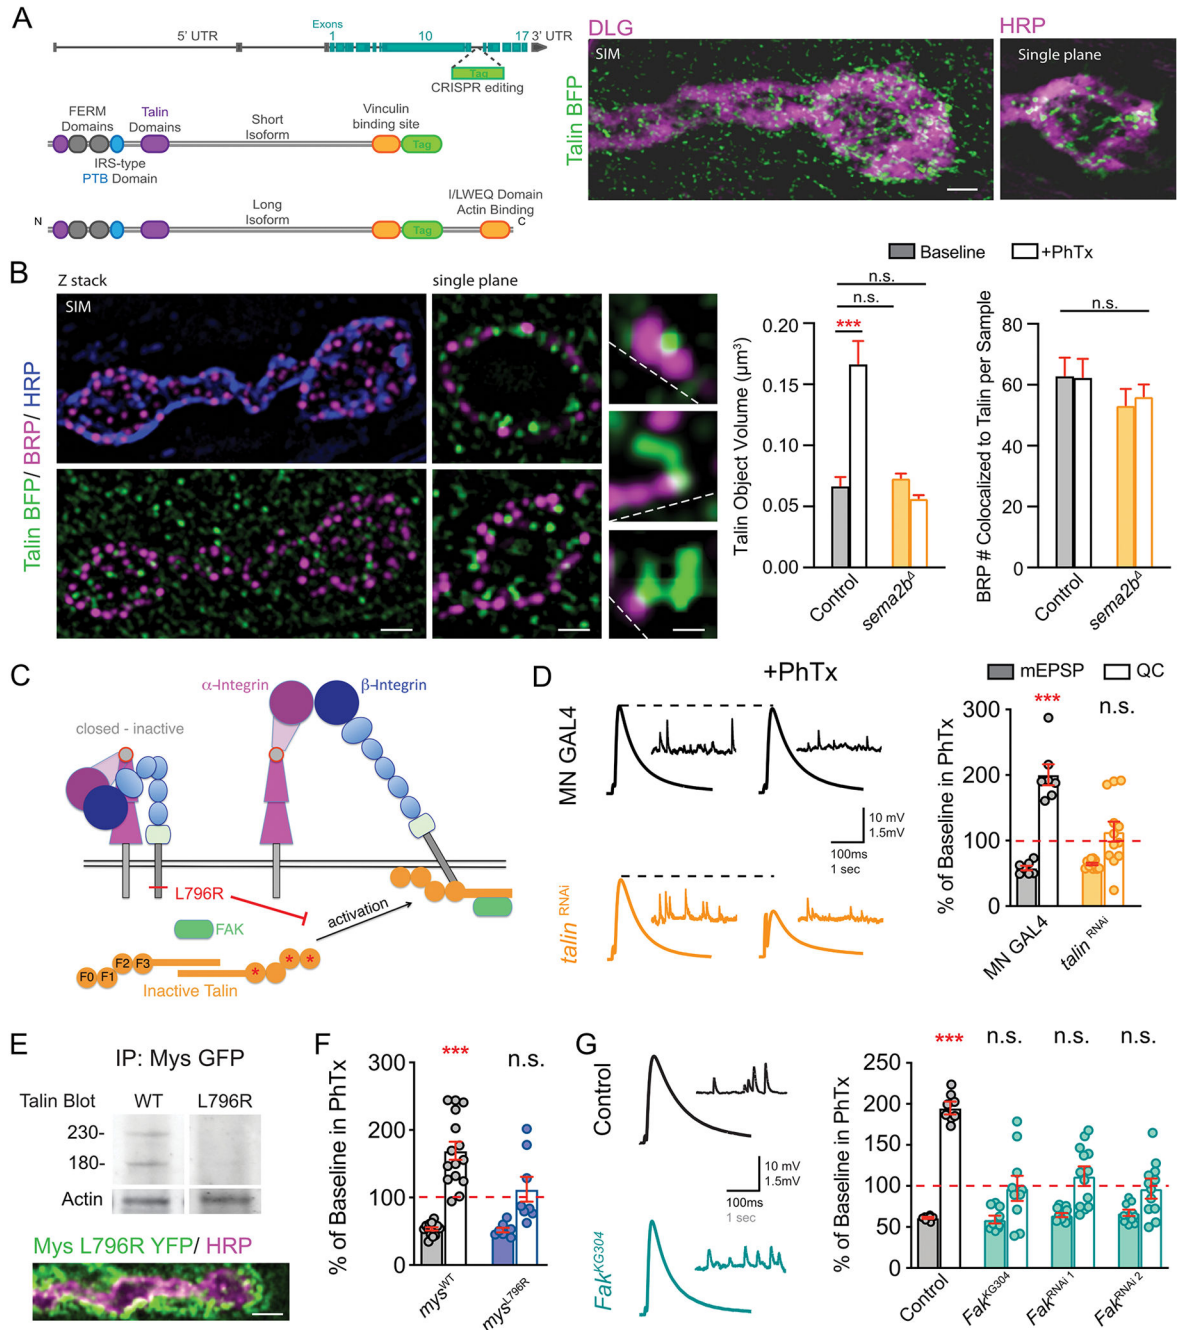 A
Exons
5' UTR
1
10
17
3' UTR
Tag
CRISPR editing
FERM
Domains
Talin
Domains
Short
Isoform
Vinculin
binding site
Tag
IRS-type
PTB Domain
Long
Isoform
I/LWEQ Domain
Actin Binding
N
C
Tag
DLG
HRP
SIM
Single plane
Talin BFP
B
Z stack
single plane
SIM
Talin BFP/ BRP/ HRP
Baseline
+PhTx
n.s.
n.s.
***
0.20
0.15
0.10
0.05
0.00
Talin Object Volume (µm³)
Control
sema2bΔ
n.s.
80
60
40
20
0
BRP # Colocalized to Talin per Sample
Control
sema2bΔ
C
α-Integrin
β-Integrin
closed - inactive
L796R
FAK
activation
F0
F1
F2
F3
*
*
*
Inactive Talin
D
+PhTx
MN GAL4
10 mV
1.5mV
100ms
1 sec
talin RNAi
mEPSP
QC
***
n.s.
300
200
100
0
% of Baseline in PhTx
MN GAL4
talin RNAi
E
IP: Mys GFP
Talin Blot
WT
L796R
230-
180-
Actin
Mys L796R YFP/ HRP
F
***
n.s.
300
200
100
0
% of Baseline in PhTx
mysWT
mysL796R
G
Control
10 mV
1.5mV
100ms
1 sec
FakKG304
***
n.s.
n.s.
n.s.
250
200
150
100
50
0
% of Baseline in PhTx
Control
FakKG304
FakRNAi 1
FakRNAi 2